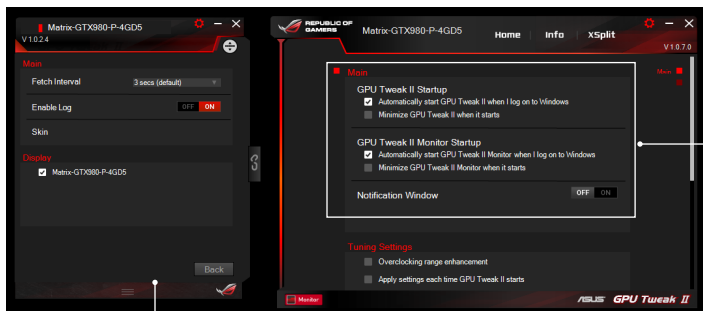 Matrix-GTX980-P-4GD5
V 1.0.2.4
Main
Fetch Interval
3 secs (default)
Enable Log
OFF ON
Skin
Display
Matrix-GTX980-P-4GD5
Back
REPUBLIC OF
GAMERS
Matrix-GTX980-P-4GD5
Home
Info
XSplit
V 1.0.7.0
Main
Main
GPU Tweak II Startup
Automatically start GPU Tweak II when I log on to Windows
Minimize GPU Tweak II when it starts
GPU Tweak II Monitor Startup
Automatically start GPU Tweak II Monitor when I log on to Windows
Minimize GPU Tweak II Monitor when it starts
Notification Window
OFF ON
Tuning Settings
Overclocking range enhancement
Apply settings each time GPU Tweak II starts
Monitor
ASUS GPU Tweak II